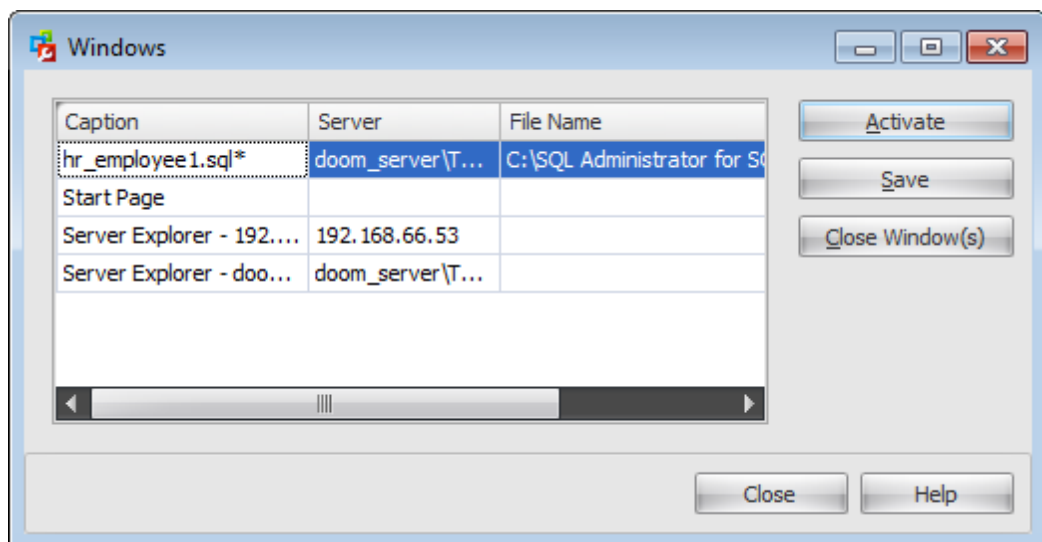 Windows
Caption Server File Name
hr_employee1.sql* doom_server\T... C:\SQL Administrator for SQ
Start Page
Server Explorer - 192.... 192.168.66.53
Server Explorer - doo... doom_server\T...
Activate
Save
Close Window(s)
Close Help